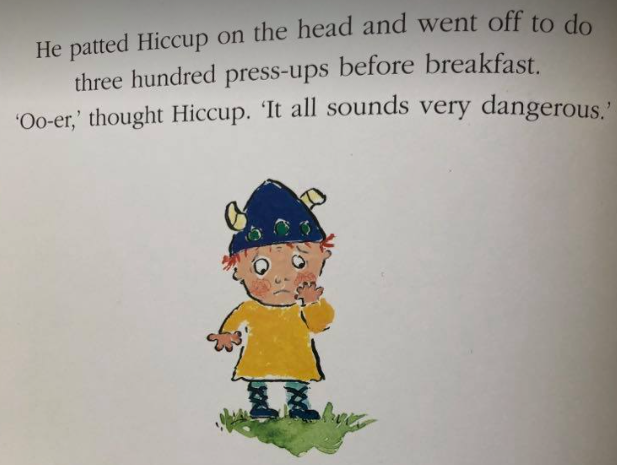 He patted Hiccup on the head and went off to do
three hundred press-ups before breakfast.
‘Oo-er,’ thought Hiccup. ‘It all sounds very dangerous.’